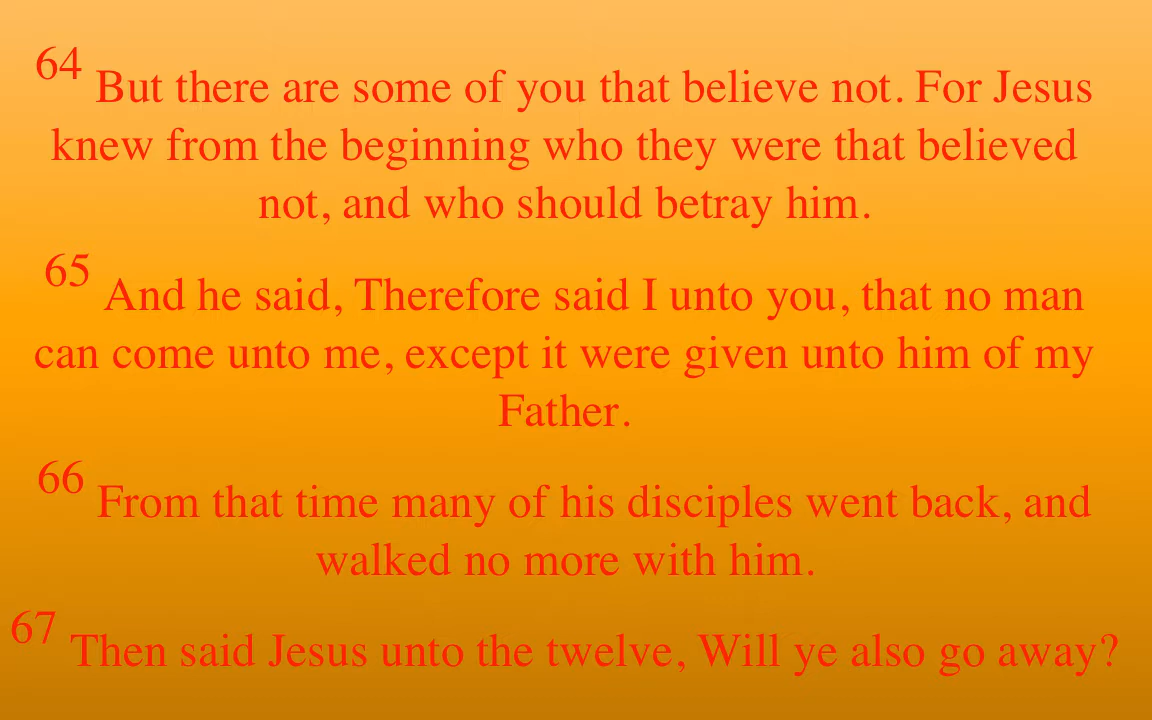 64 But there are some of you that believe not. For Jesus
knew from the beginning who they were that believed
not, and who should betray him.
65 And he said, Therefore said I unto you, that no man
can come unto me, except it were given unto him of my
Father.
66 From that time many of his disciples went back, and
walked no more with him.
67 Then said Jesus unto the twelve, Will ye also go away?